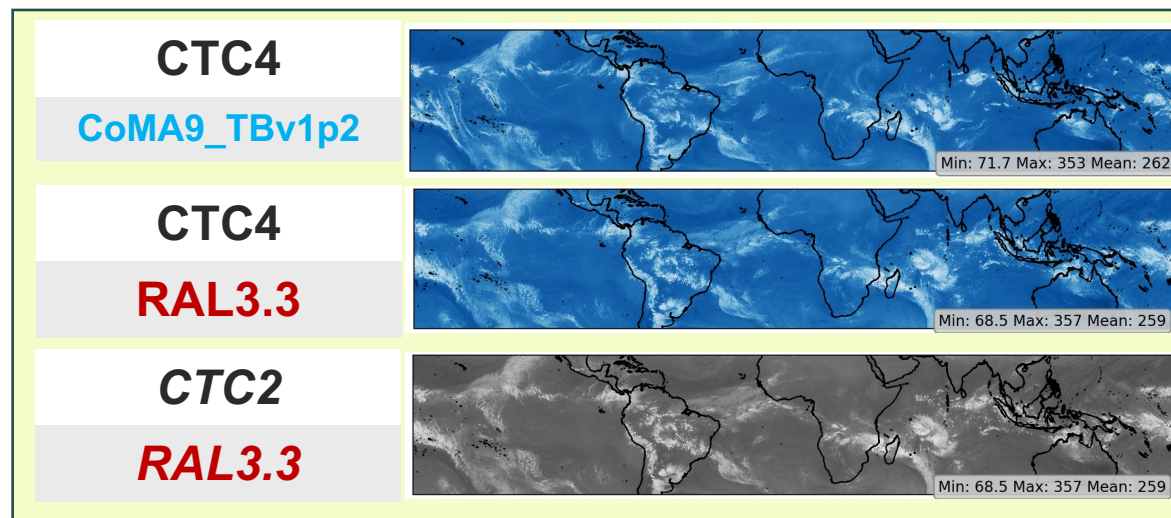 CTC4
CoMA9_TBv1p2
Min: 71.7 Max: 353 Mean: 262
CTC4
RAL3.3
Min: 68.5 Max: 357 Mean: 259
CTC2
RAL3.3
Min: 68.5 Max: 357 Mean: 259